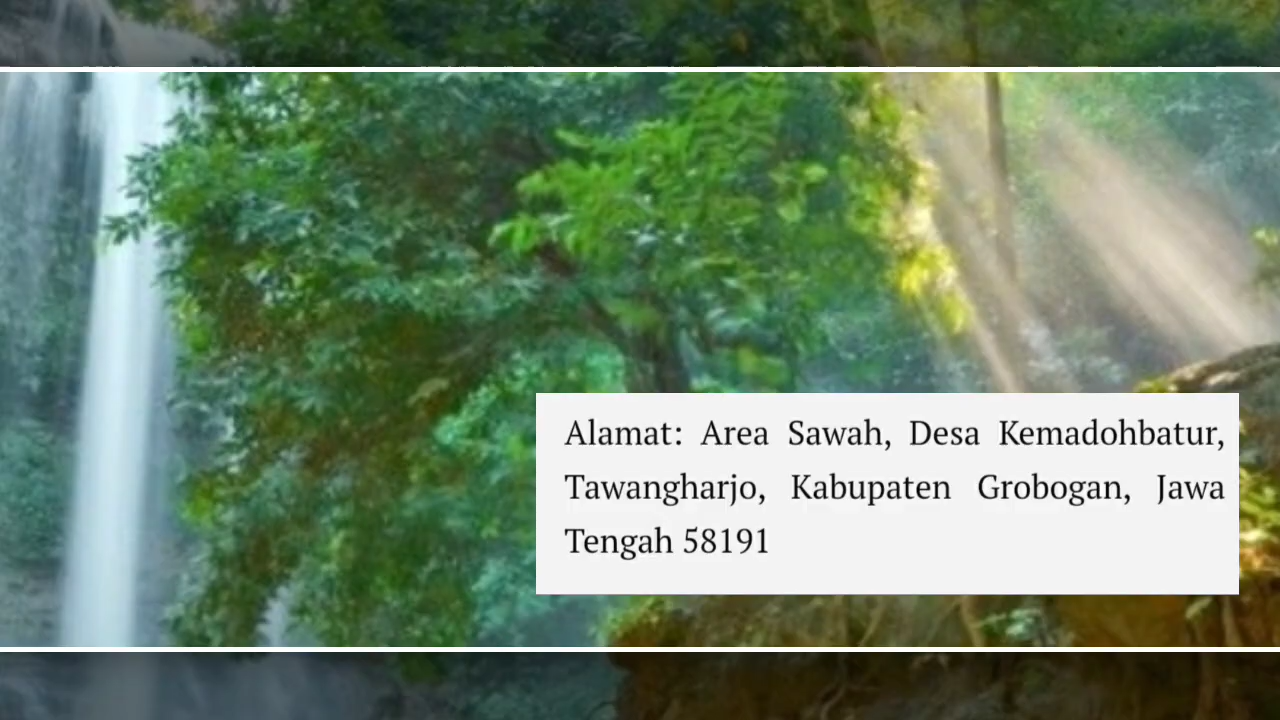 Alamat: Area Sawah, Desa Kemadohbatur,
Tawangharjo, Kabupaten Grobogan, Jawa
Tengah 58191